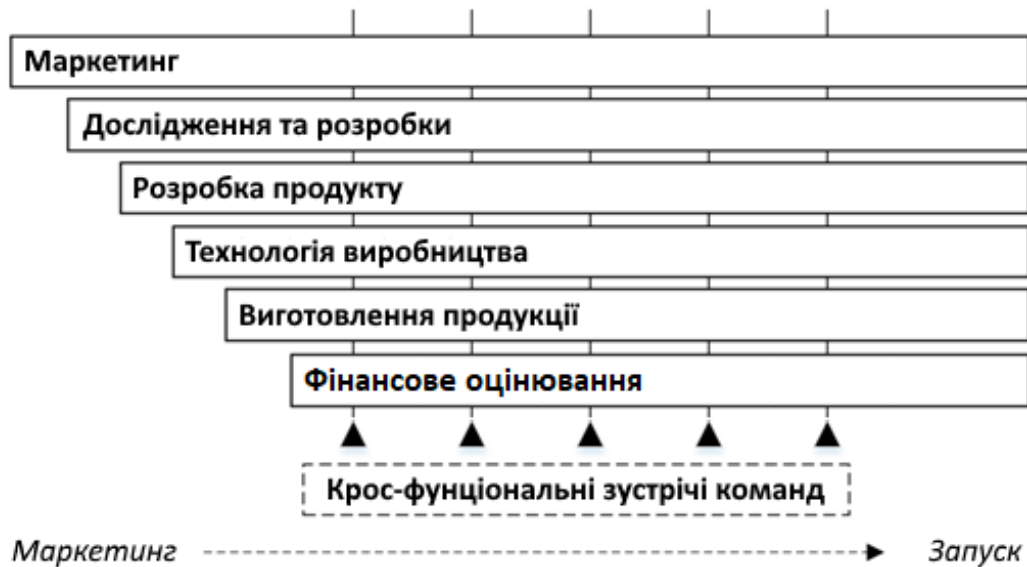 Маркетинг
Дослідження та розробки
Розробка продукту
Технологія виробництва
Виготовлення продукції
Фінансове оцінювання
Крос-фунціональні зустрічі команд
Маркетинг
Запуск